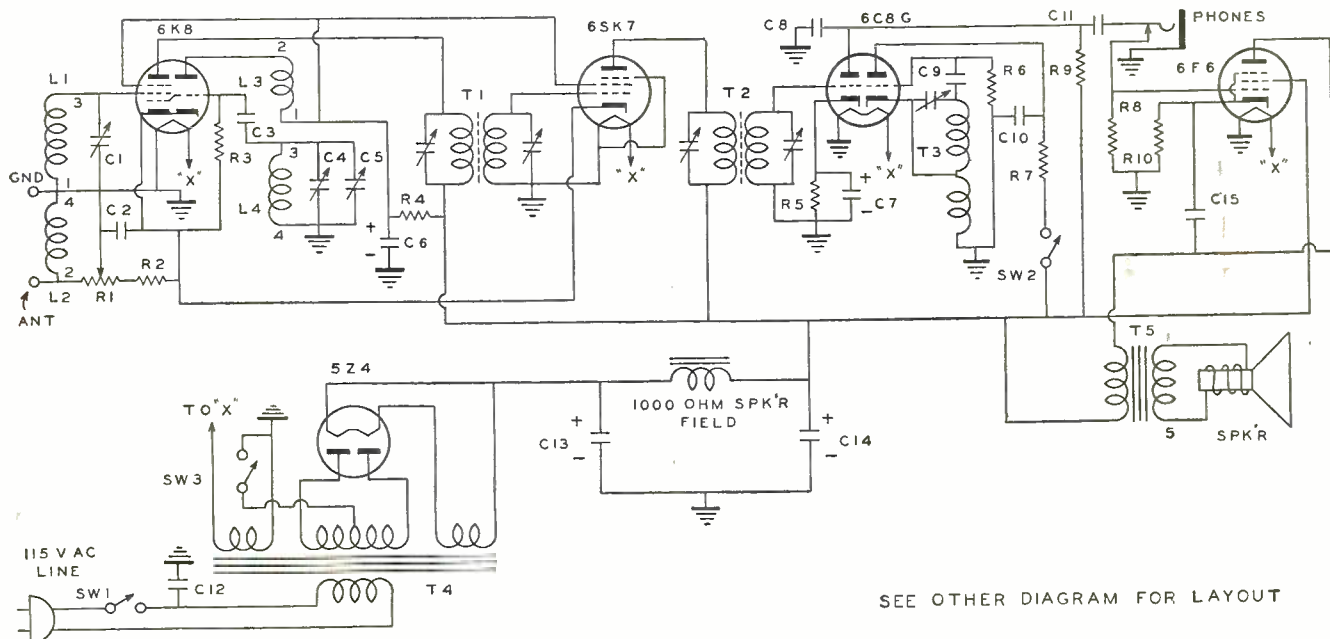 6K8
6SK7
C8
6C8G
C11
PHONES
6F6
L1
3
2
L3
1
T1
T2
C9
R6
R9
R8
R10
C1
"X"
R3
C3
3
C4
C5
L4
4
R4
+
-
C6
"X"
R5
+
-
C7
T3
C10
R7
SW2
C15
"X"
GND
1
4
C2
2
L2
R1
R2
ANT
5Z4
TO "X"
SW3
1000 OHM SPK'R
FIELD
+
C13
-
+
C14
-
T5
5
SPK'R
115 V AC
LINE
SW1
C12
T4
SEE OTHER DIAGRAM FOR LAYOUT